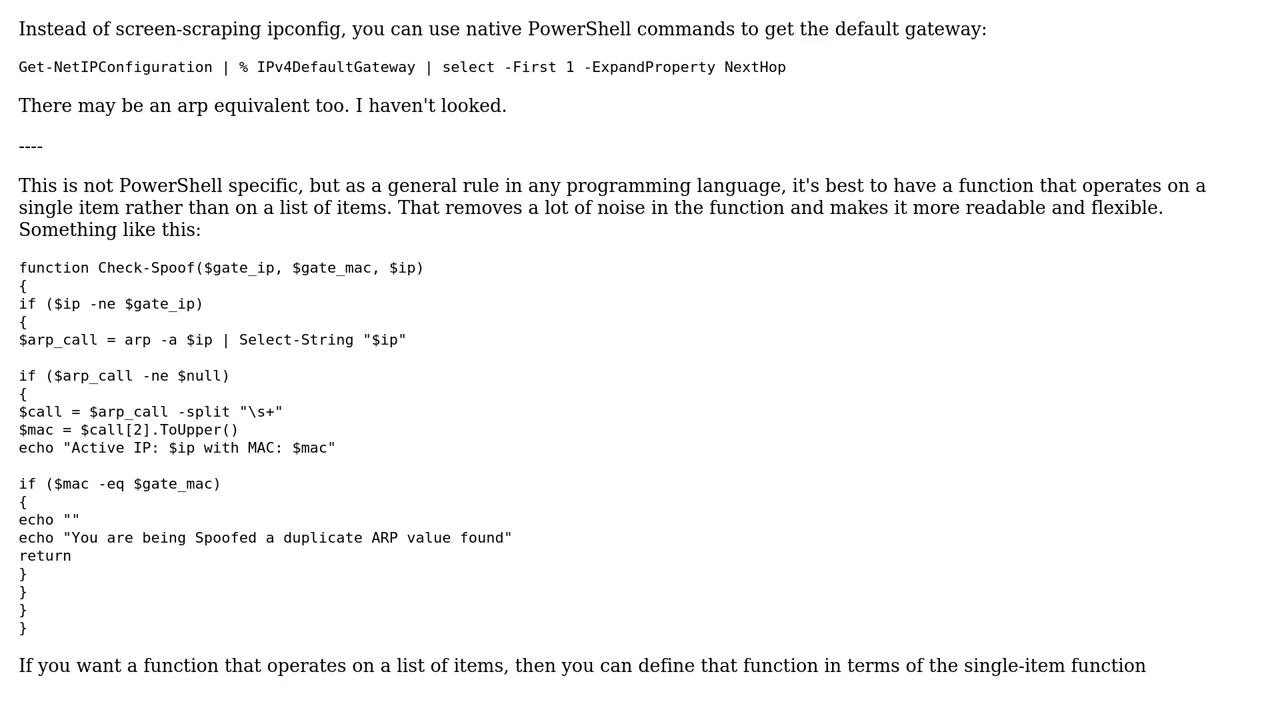 Instead of screen-scraping ipconfig, you can use native PowerShell commands to get the default gateway:
Get-NetIPConfiguration | % IPv4DefaultGateway | select -First 1 -ExpandProperty NextHop
There may be an arp equivalent too. I haven't looked.
----
This is not PowerShell specific, but as a general rule in any programming language, it's best to have a function that operates on a
single item rather than on a list of items. That removes a lot of noise in the function and makes it more readable and flexible.
Something like this:
function Check-Spoof($gate_ip, $gate_mac, $ip)
{
if ($ip -ne $gate_ip)
{
$arp_call = arp -a $ip | Select-String "$ip"
if ($arp_call -ne $null)
{
$call = $arp_call -split "\s+"
$mac = $call[2].ToUpper()
echo "Active IP: $ip with MAC: $mac"
if ($mac -eq $gate_mac)
{
echo ""
echo "You are being Spoofed a duplicate ARP value found"
return
}
}
}
}
If you want a function that operates on a list of items, then you can define that function in terms of the single-item function